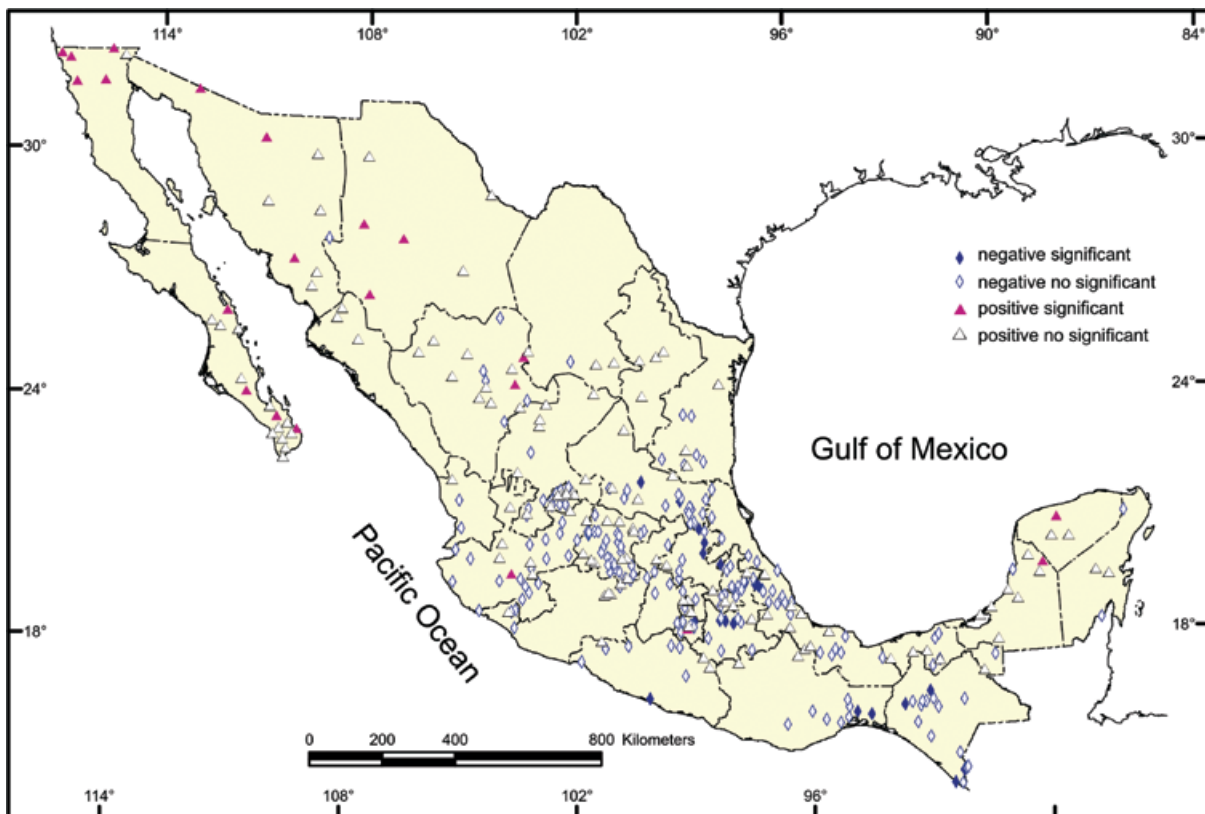 114° 108° 102° 96° 90° 84°
30° 30°
negative significant
negative no significant
positive significant
positive no significant
24° 24°
Gulf of Mexico
Pacific Ocean
18° 18°
0 200 400 800 Kilometers
114° 108° 102° 96°